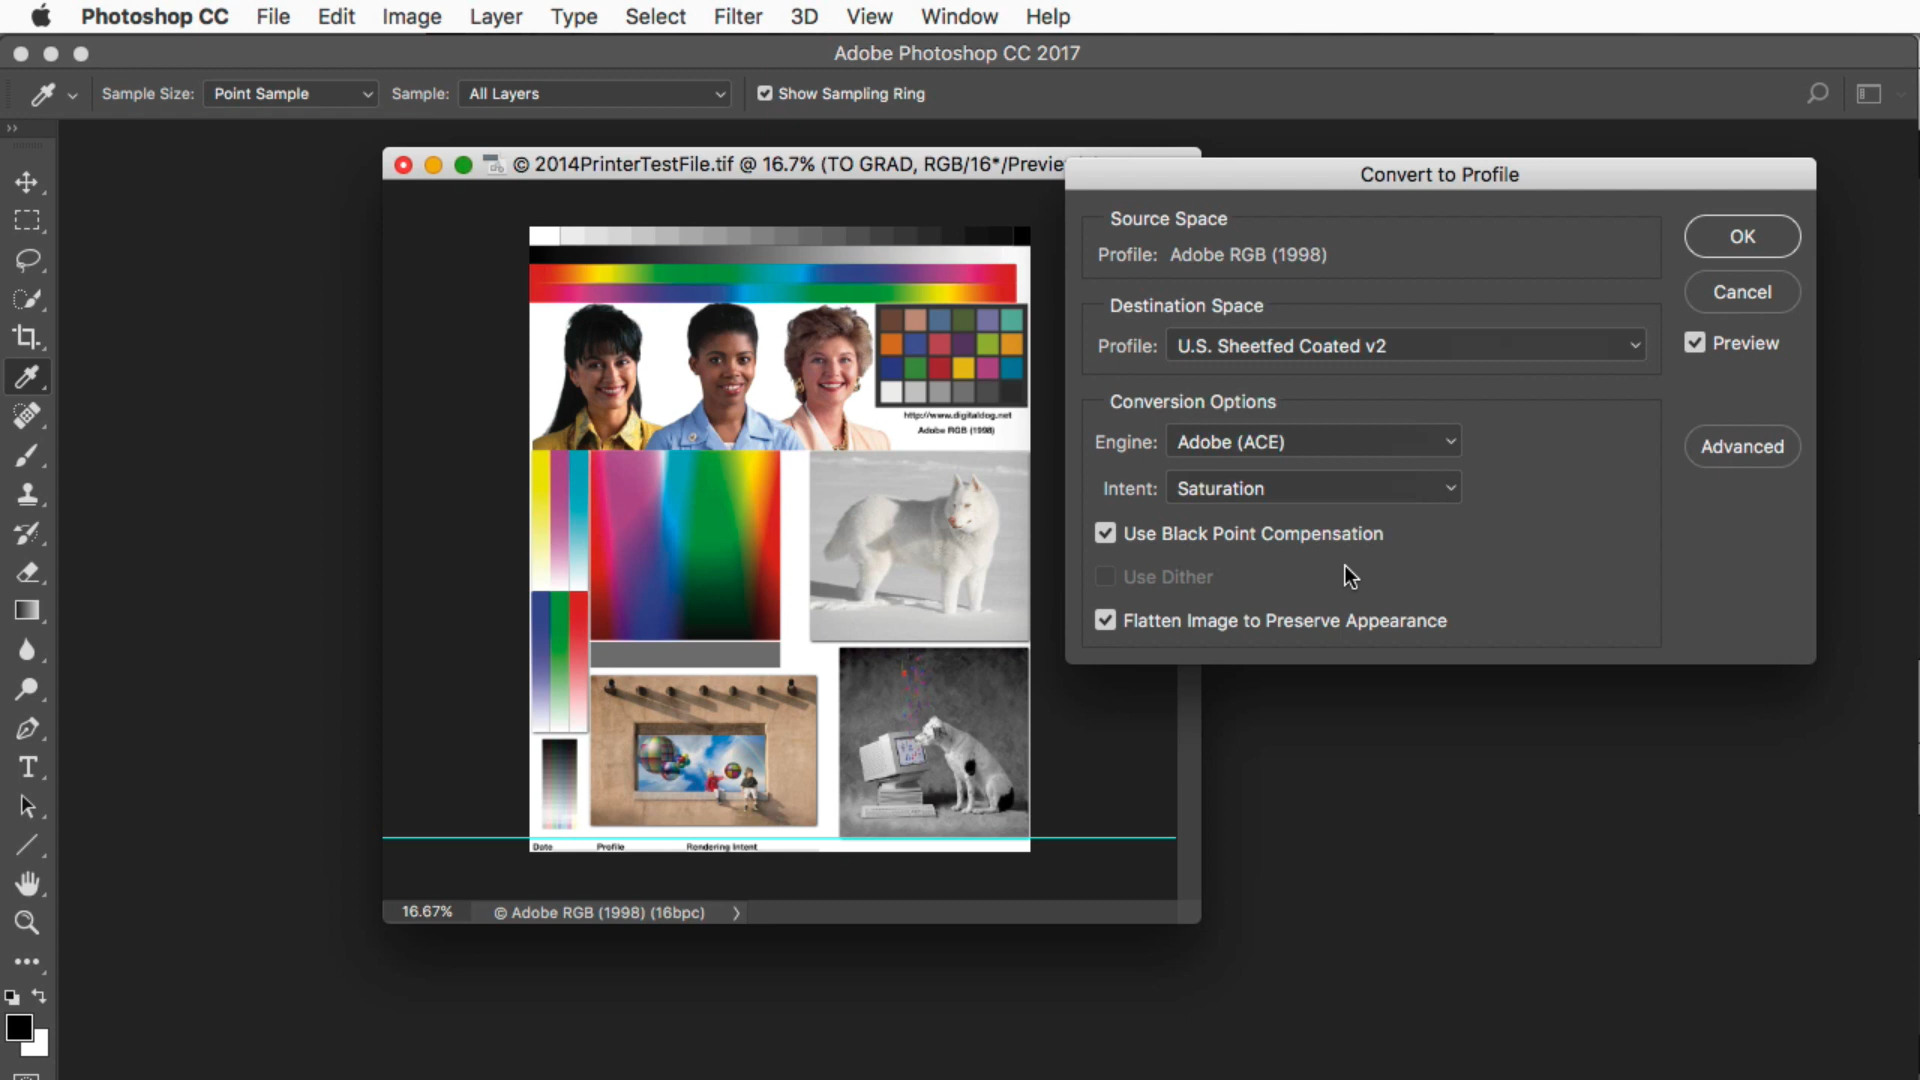 Photoshop CC File Edit Image Layer Type Select Filter 3D View Window Help
Adobe Photoshop CC 2017
Sample Size: Point Sample Sample: All Layers Show Sampling Ring
© 2014PrinterTestFile.tif @ 16.7% (TO GRAD, RGB/16*/Preview
Convert to Profile
Source Space
Profile: Adobe RGB (1998)
OK
Destination Space
Cancel
Profile: U.S. Sheetfed Coated v2
Preview
Conversion Options
Engine: Adobe (ACE)
Advanced
Intent: Saturation
Use Black Point Compensation
Use Dither
Flatten Image to Preserve Appearance
http://www.digitaldog.net
Adobe RGB (1998)
Date Profile Rendering Intent
16.67% © Adobe RGB (1998) (16bpc)